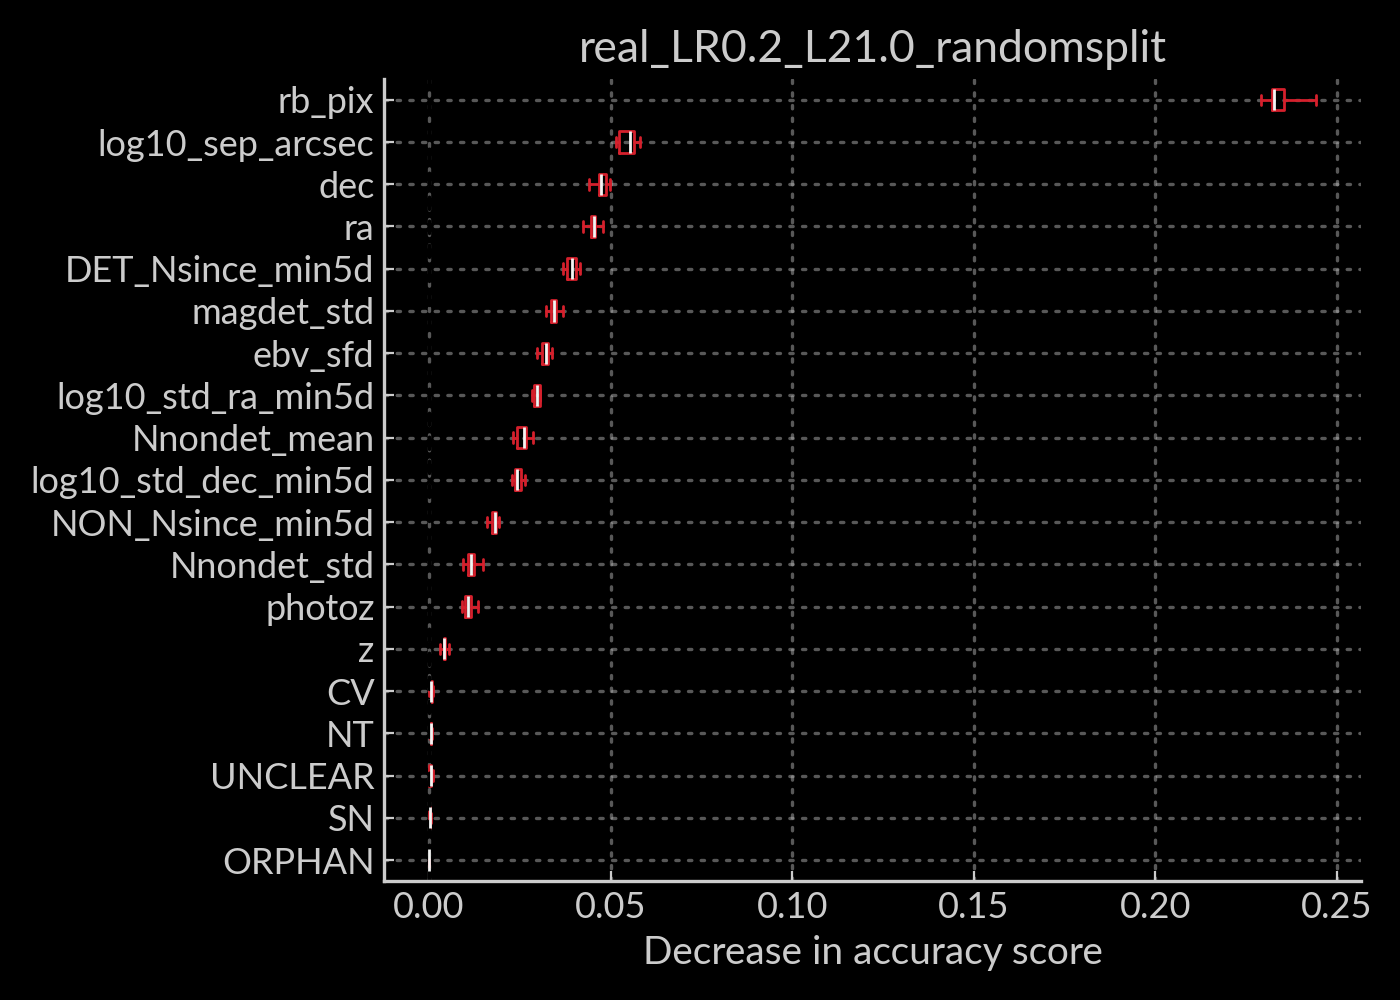 real_LR0.2_L21.0_randomsplit
rb_pix
log10_sep_arcsec
dec
ra
DET_Nsince_min5d
magdet_std
ebv_sfd
log10_std_ra_min5d
Nnondet_mean
log10_std_dec_min5d
NON_Nsince_min5d
Nnondet_std
photoz
z
CV
NT
UNCLEAR
SN
ORPHAN
0.00 0.05 0.10 0.15 0.20 0.25
Decrease in accuracy score